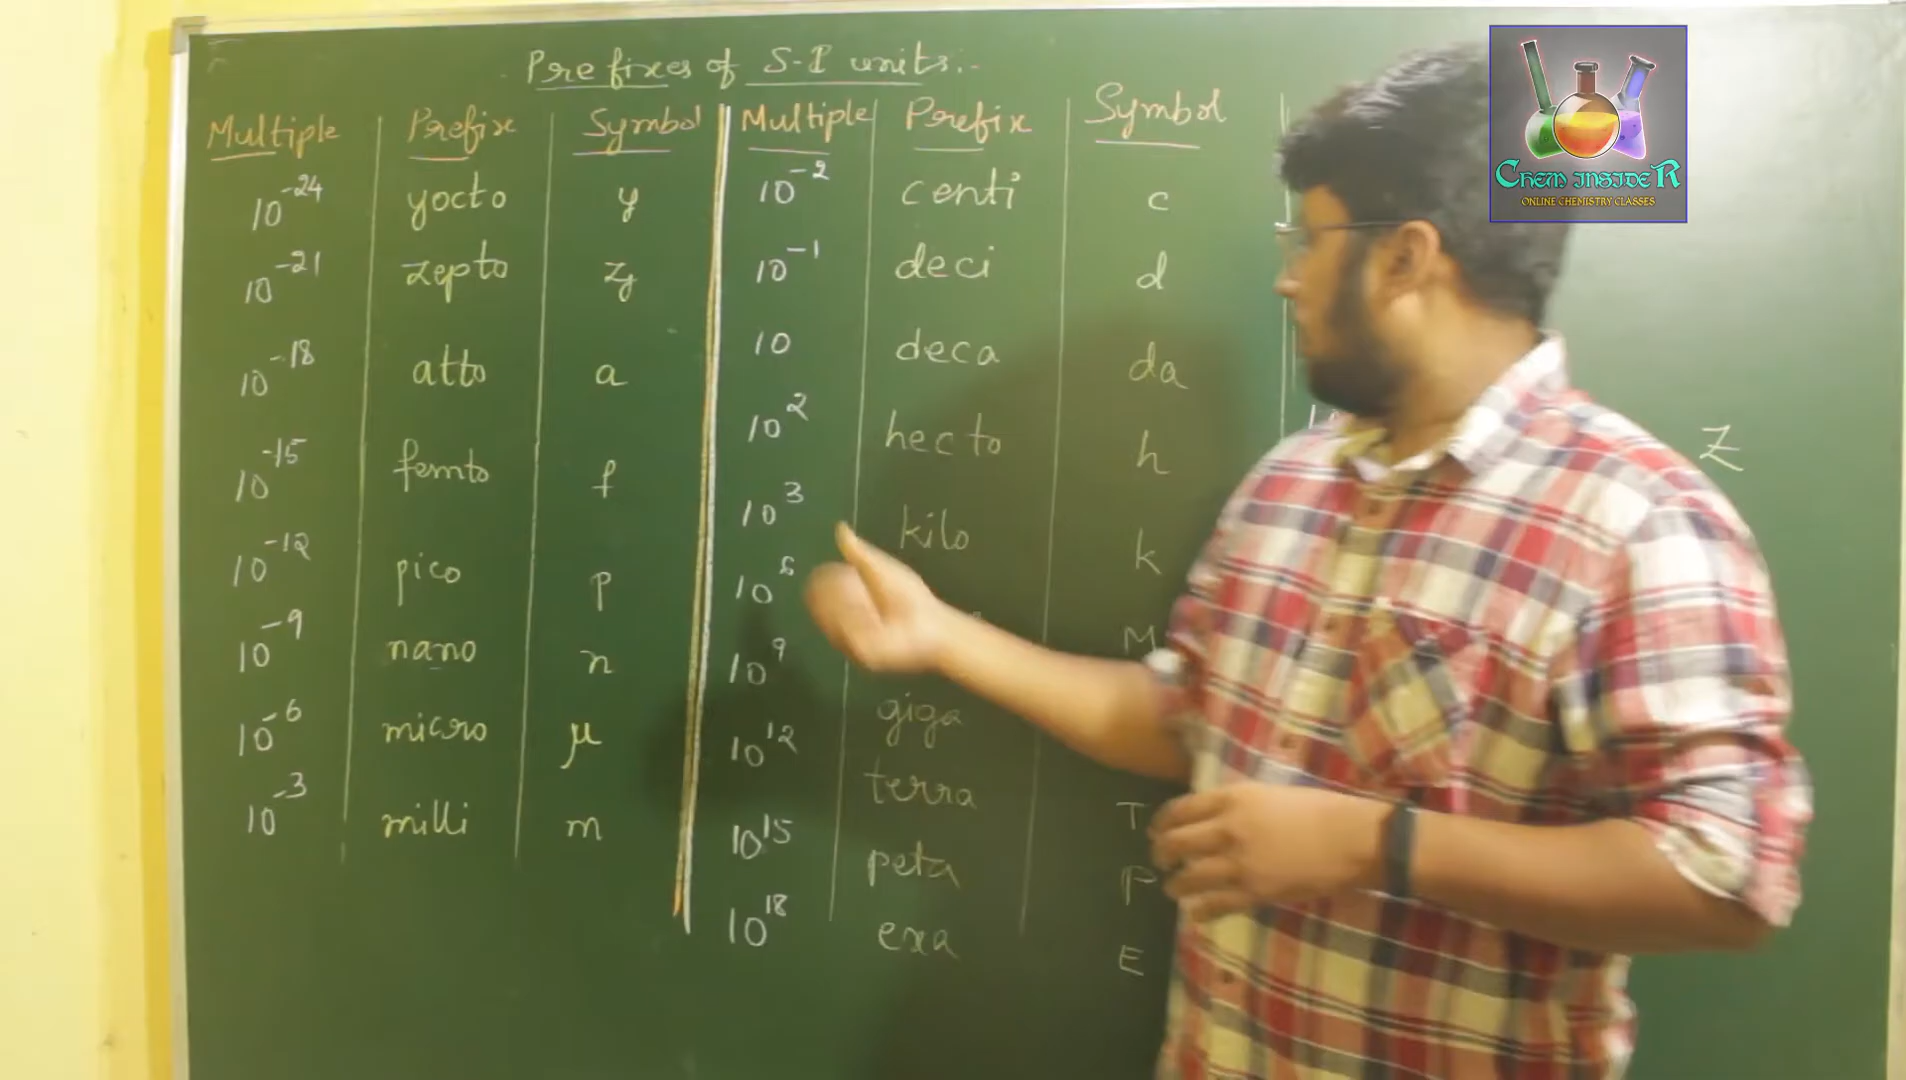 Prefixes of S-I units.
Multiple Prefix Symbol Multiple Prefix Symbol
10^-24 yocto y 10^-2 centi c
10^-21 zepto z 10^-1 deci d
10^-18 atto a 10 deca da
10^-15 femto f 10^2 hecto h
10^-12 pico p 10^3 kilo k
10^-9 nano n 10^6 M
10^-6 micro µ 10^9 giga
10^-3 milli m 10^12 terra T
10^15 peta P
10^18 exa E
Z
CHEM INSIDER
ONLINE CHEMISTRY CLASSES